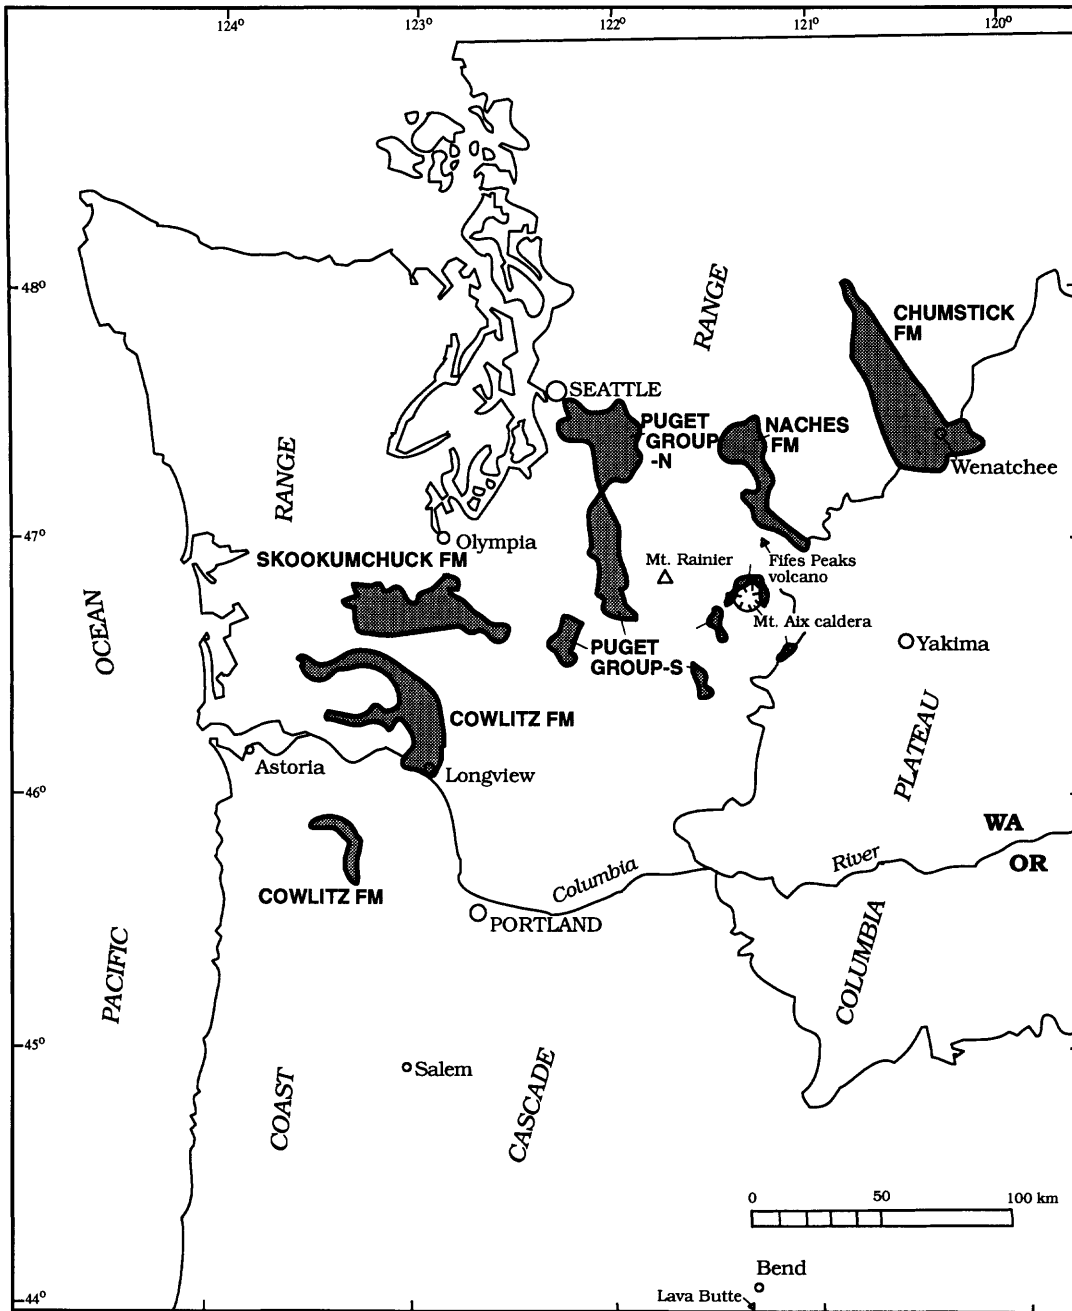 124° 123° 122° 121° 120°
48°
RANGE
CHUMSTICK
FM
SEATTLE
PUGET
GROUP
-N
NACHES
FM
Wenatchee
RANGE
47°
Olympia
SKOOKUMCHUCK FM
Mt. Rainier
Fifes Peaks
volcano
Mt. Aix caldera
OCEAN
PUGET
GROUP-S
Yakima
COWLITZ FM
PLATEAU
Astoria
Longview
46°
WA
OR
Columbia
River
COWLITZ FM
PORTLAND
COLUMBIA
PACIFIC
45°
Salem
COAST
CASCADE
0 50 100 km
Bend
Lava Butte
44°